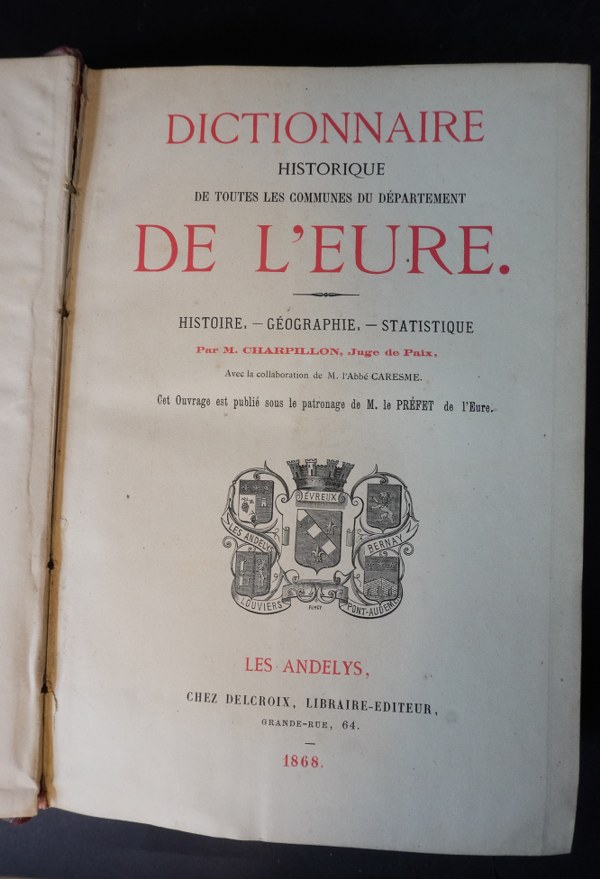 DICTIONNAIRE
HISTORIQUE
DE TOUTES LES COMMUNES DU DÉPARTEMENT
DE L'EURE.
HISTOIRE. — GÉOGRAPHIE. — STATISTIQUE
Par M. CHARPILLON, Juge de Paix,
Avec la collaboration de M. l'Abbé CARESME.
Cet Ouvrage est publié sous le patronage de M. le PRÉFET de l'Eure.
ÉVREUX
LES ANDELYS
BERNAY
LOUVIERS
PONT-AUDEMER
LES ANDELYS,
CHEZ DELCROIX, LIBRAIRE-EDITEUR,
GRANDE-RUE, 64.
—
1868.